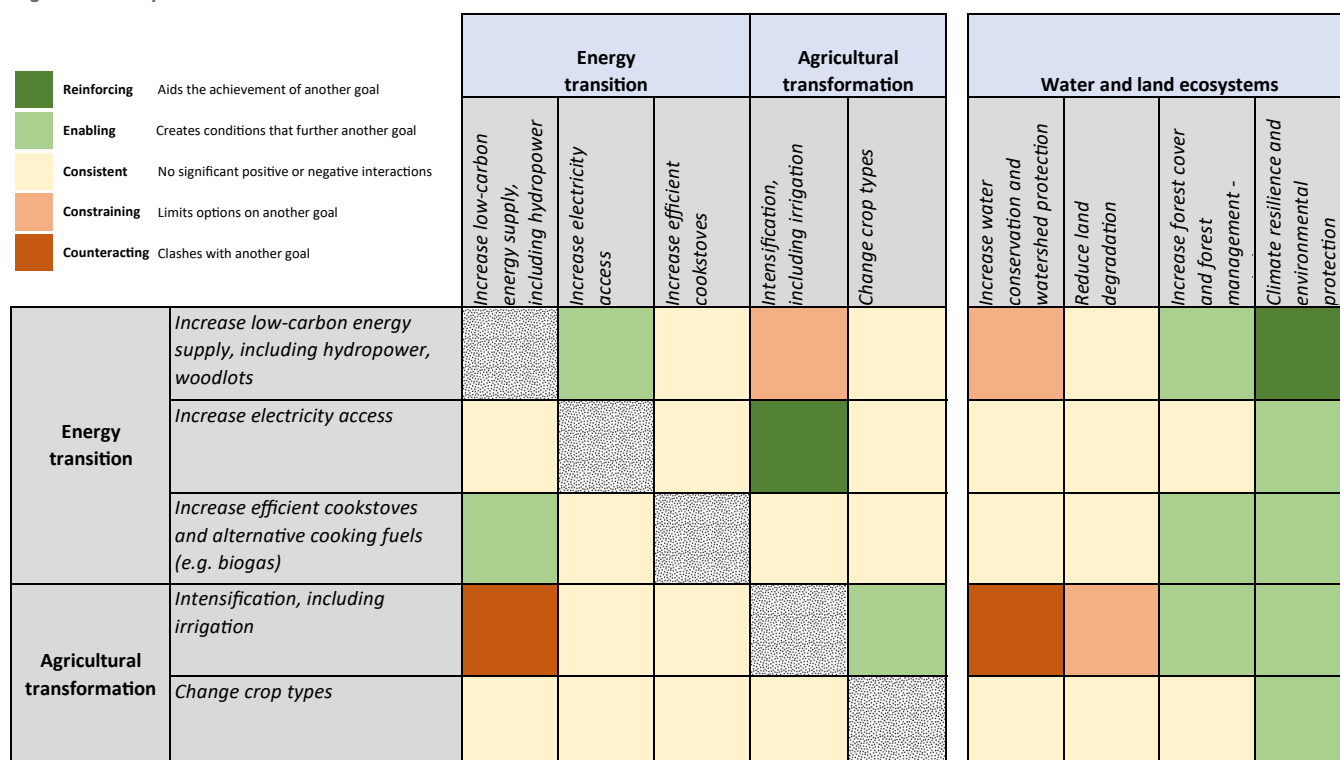 Energy
transition
Agricultural
transformation
Water and land ecosystems
Reinforcing Aids the achievement of another goal
Enabling Creates conditions that further another goal
Consistent No significant positive or negative interactions
Constraining Limits options on another goal
Counteracting Clashes with another goal
Increase low-carbon
energy supply,
including hydropower
Increase electricity
access
Increase efficient
cookstoves
Intensification,
including irrigation
Change crop types
Increase water
conservation and
watershed protection
Reduce land
degradation
Increase forest cover
and forest
management -
Climate resilience and
environmental
protection
Energy
transition
Increase low-carbon energy
supply, including hydropower,
woodlots
Increase electricity access
Increase efficient cookstoves
and alternative cooking fuels
(e.g. biogas)
Agricultural
transformation
Intensification, including
irrigation
Change crop types